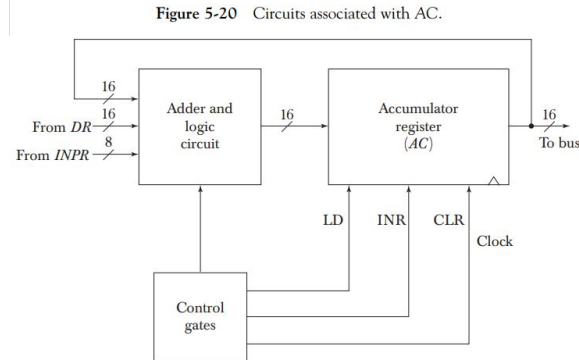 Figure 5-20 Circuits associated with AC.
16
16
From DR
8
From INPR
Adder and
logic
circuit
16
Accumulator
register
(AC)
16
To bus
LD
INR
CLR
Clock
Control
gates